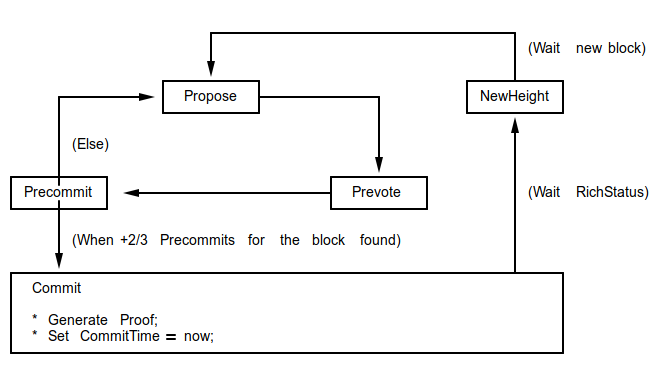 (Wait new block)
Propose
NewHeight
(Else)
Precommit
Prevote
(Wait RichStatus)
(When +2/3 Precommits for the block found)
Commit
* Generate Proof;
* Set CommitTime = now;